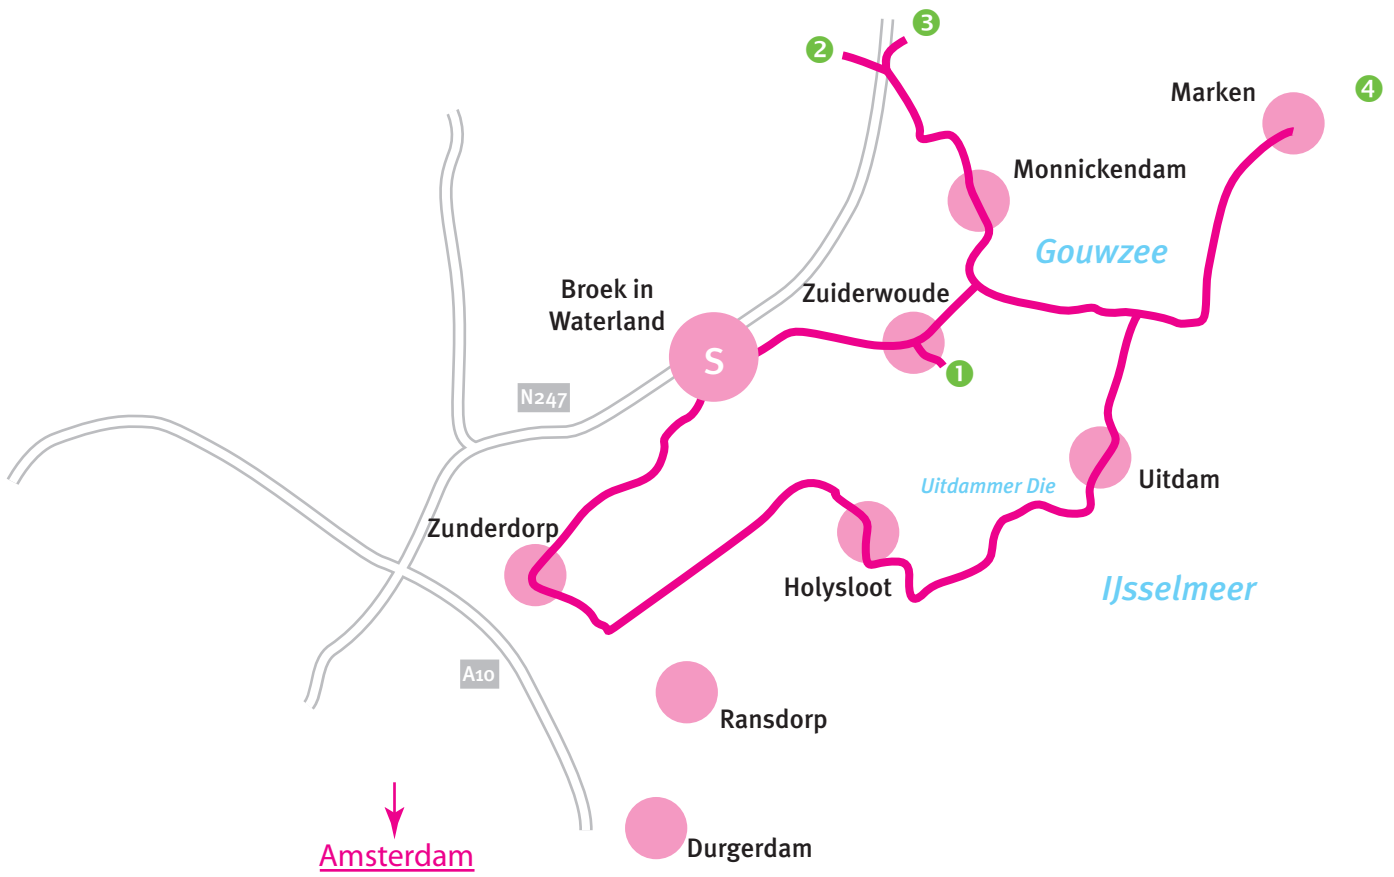 3
2
4
Marken
Monnickendam
Gouwzee
Broek in
Waterland
Zuiderwoude
S
1
N247
Uitdammer Die
Uitdam
Zunderdorp
Holysloot
IJsselmeer
A10
Ransdorp
Durgerdam
Amsterdam